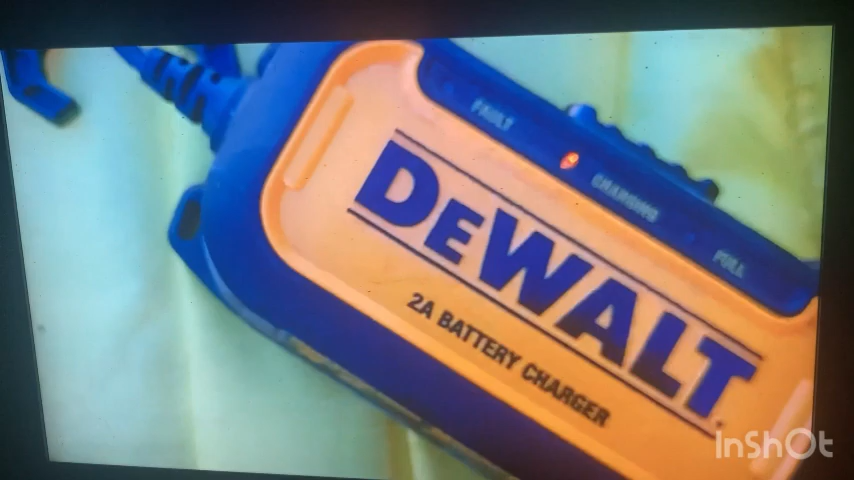 FAULT
CHARGING
FULL
DEWALT
2A BATTERY CHARGER
InShOt